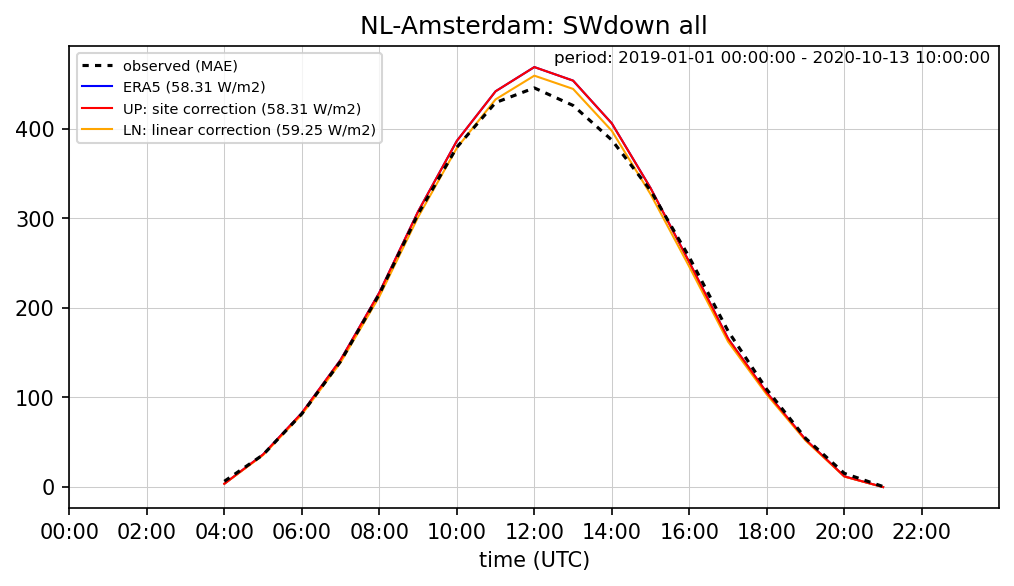 NL-Amsterdam: SWdown all
period: 2019-01-01 00:00:00 - 2020-10-13 10:00:00
observed (MAE)
ERA5 (58.31 W/m2)
UP: site correction (58.31 W/m2)
LN: linear correction (59.25 W/m2)
400
300
200
100
0
00:00 02:00 04:00 06:00 08:00 10:00 12:00 14:00 16:00 18:00 20:00 22:00
time (UTC)